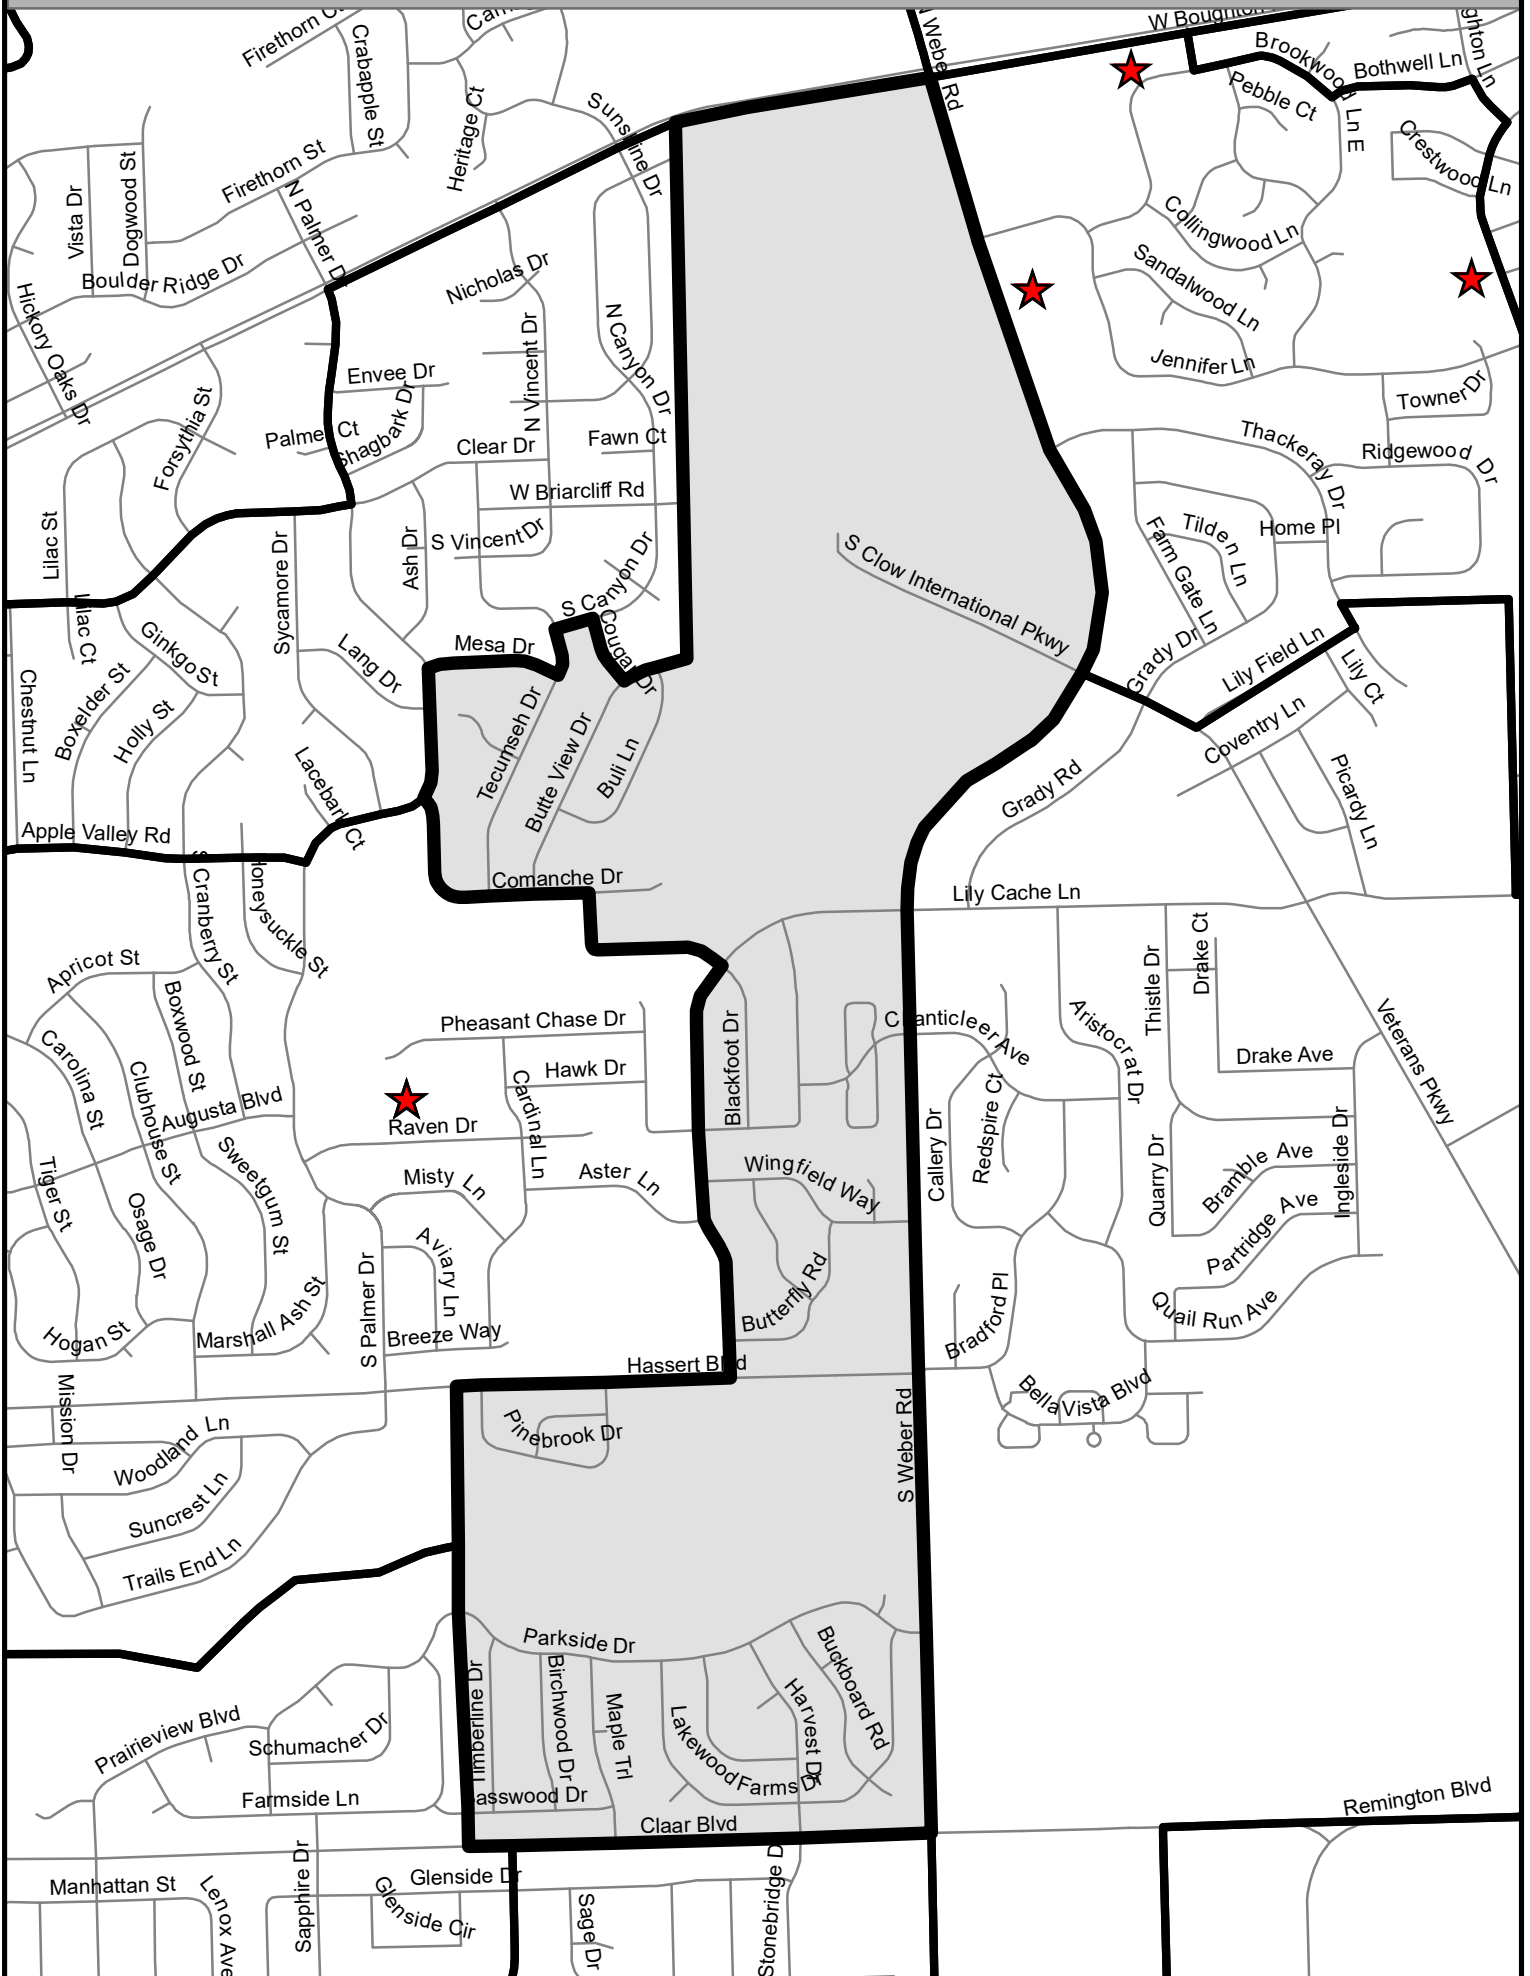 Firethorn C
Crabapple St
Cam
N Weber Rd
W Boughton
ghton Ln
Brookwood Ln E
Bothwell Ln
Pebble Ct
Crestwood Ln
Heritage Ct
Sunshine Dr
Firethorn St
Vista Dr
Dogwood St
N Palmer Dr
Boulder Ridge Dr
Collingwood Ln
Sandalwood Ln
Nicholas Dr
Hickory Oaks Dr
N Vincent Dr
N Canyon Dr
Jennifer Ln
Towner Dr
Envee Dr
Forsythia St
Palmer Ct
Shagbark Dr
Clear Dr
Fawn Ct
Thackeray Dr
Ridgewood Dr
W Briarcliff Rd
Lilac St
Ash Dr
S Vincent Dr
S Canyon Dr
Sycamore Dr
S Clow International Pkwy
Farm Gate Ln
Tilden Ln
Home Pl
Lilac Ct
Ginkgo St
Lang Dr
Mesa Dr
Cougar Dr
Grady Dr
Lily Field Ln
Lily Ct
Chestnut Ln
Boxelder St
Holly St
Tecumseh Dr
Butte View Dr
Buli Ln
Coventry Ln
Picardy Ln
Lacebark Ct
Grady Rd
Apple Valley Rd
S Cranberry St
Honeysuckle St
Comanche Dr
Lily Cache Ln
Apricot St
Boxwood St
Thistle Dr
Drake Ct
Carolina St
Clubhouse St
Pheasant Chase Dr
Blackfoot Dr
Chanticleer Ave
Aristocrat Dr
Drake Ave
Veterans Pkwy
Hawk Dr
Cardinal Ln
Augusta Blvd
Raven Dr
Callery Dr
Redspire Ct
Tiger St
Osage Dr
Sweetgum St
Misty Ln
Aster Ln
Wingfield Way
Quarry Dr
Bramble Ave
Ingleside Dr
Partridge Ave
Aviary Ln
S Palmer Dr
Butterfly Rd
Bradford Pl
Quail Run Ave
Hogan St
Marshall Ash St
Breeze Way
Hassert Blvd
Bella Vista Blvd
Mission Dr
Woodland Ln
Pinebrook Dr
S Weber Rd
Suncrest Ln
Trails End Ln
Parkside Dr
Timberline Dr
Birchwood Dr
Maple Trl
Lakewood Farms Dr
Harvest Dr
Buckboard Rd
Prairieview Blvd
Schumacher Dr
Farmside Ln
Basswood Dr
Claar Blvd
Remington Blvd
Manhattan St
Lenox Ave
Sapphire Dr
Glenside Dr
Glenside Cir
Sage Dr
Stonebridge D